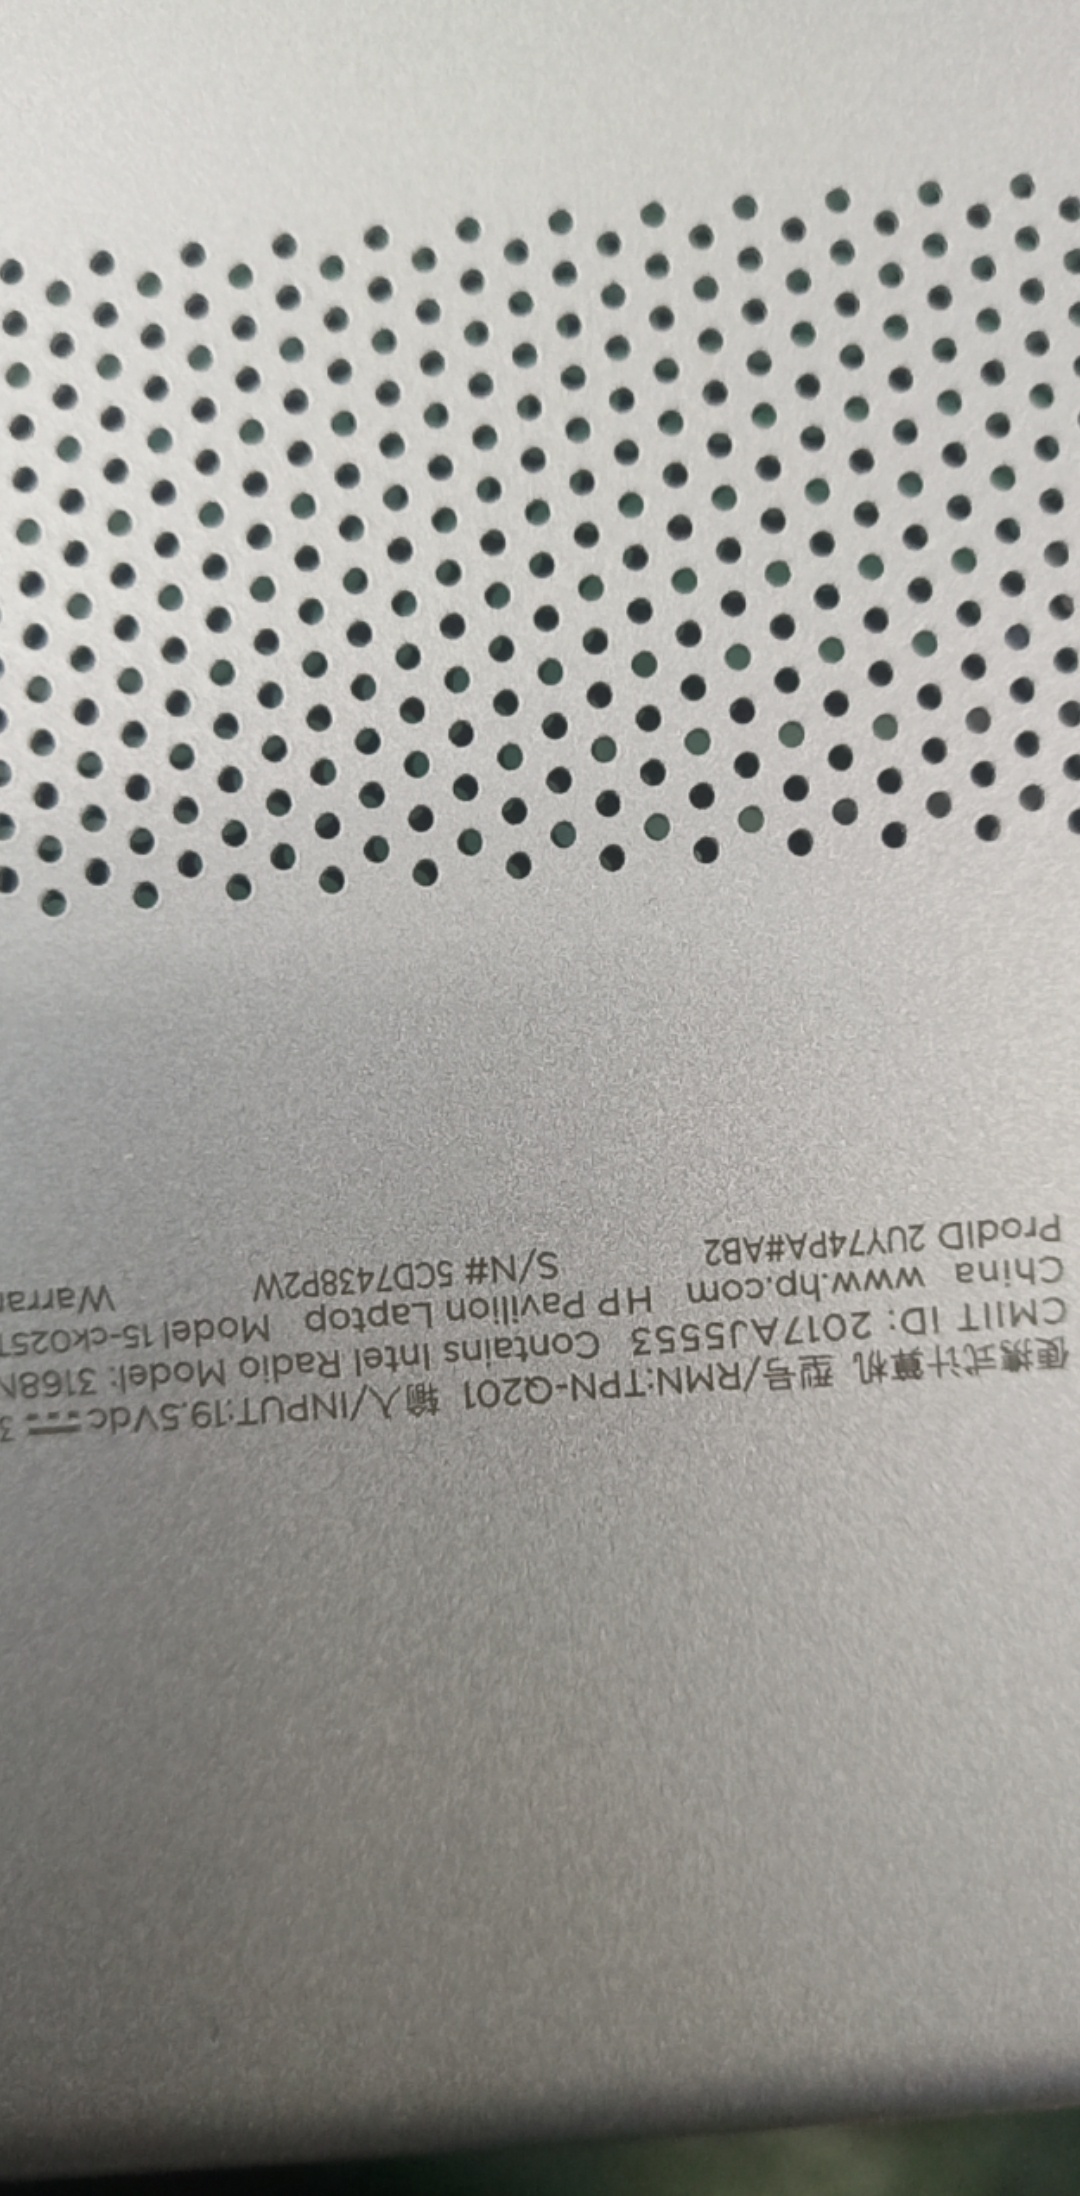 便携式计算机 型号/RMN:TPN-Q201 输入/INPUT:19.5Vdc⎓3
CMIIT ID: 2017AJ5553 Contains Intel Radio Model: 3168N
China www.hp.com HP Pavilion Laptop Model 15-ck025T
ProdID 2UY74PA#AB2 S/N# 5CD7438P2W Warra